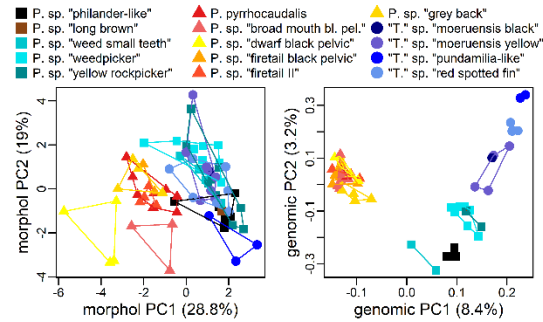 P. sp. "philander-like" P. pyrrhocaudalis P. sp. "grey back"
P. sp. "long brown" P. sp. "broad mouth bl. pel." "T." sp "moeruensis black"
P. sp. "weed small teeth" P. sp. "dwarf black pelvic" "T." sp "moeruensis yellow"
P. sp. "weedpicker" P. sp. "firetail black pelvic" "T." sp "pundamilia-like"
P. sp. "yellow rockpicker" P. sp. "firetail II" "T." sp "red spotted fin"
morphol PC2 (19%)
4
2
0
-2
-4
-6 -4 -2 0 2 4
morphol PC1 (28.8%)
genomic PC2 (3.2%)
0.3
0.1
-0.1
-0.3
-0.1 0.0 0.1 0.2
genomic PC1 (8.4%)